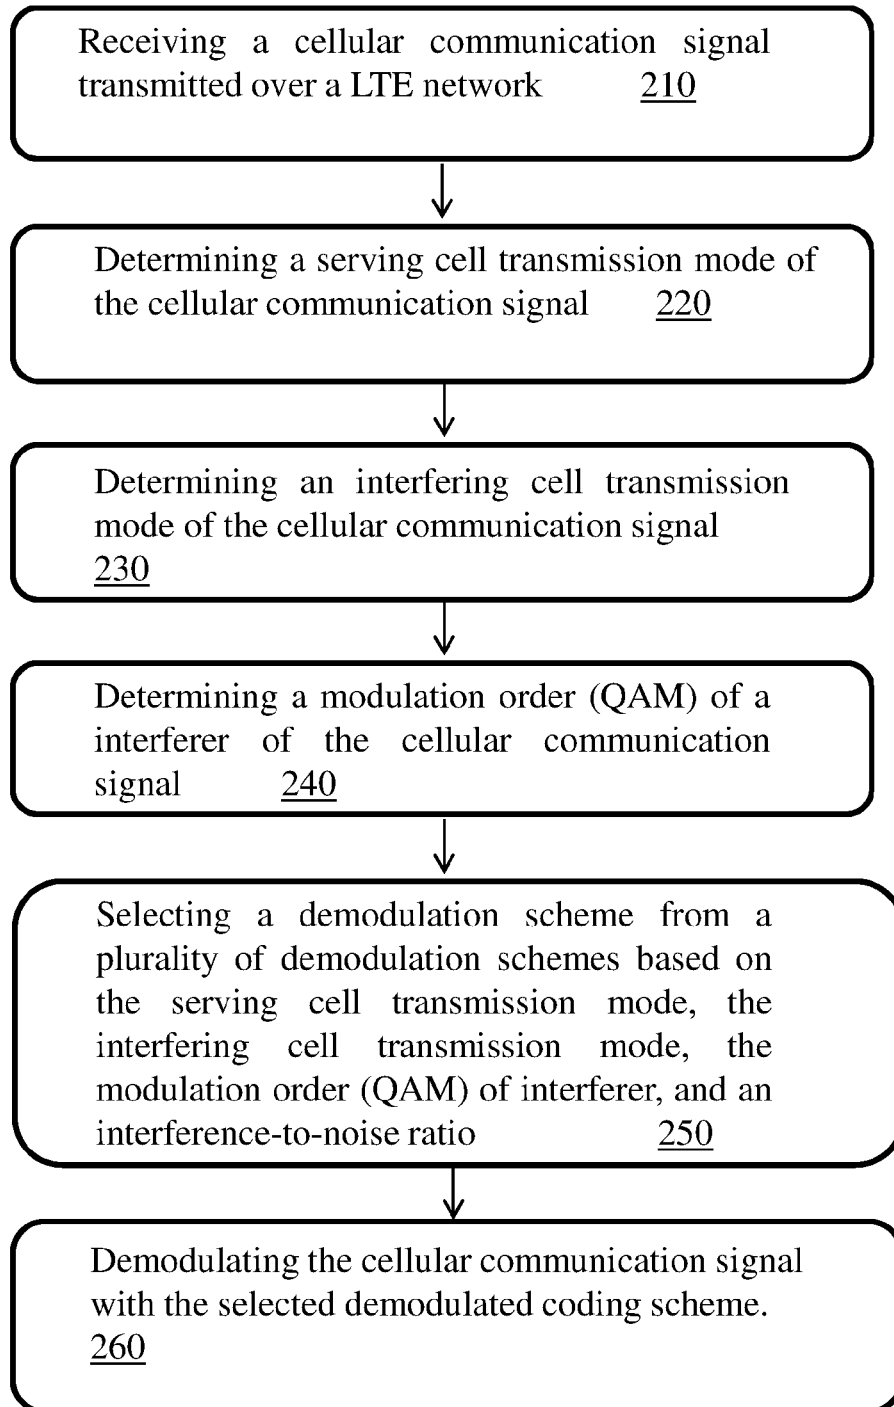 Receiving a cellular communication signal
transmitted over a LTE network 210
Determining a serving cell transmission mode of
the cellular communication signal 220
Determining an interfering cell transmission
mode of the cellular communication signal
230
Determining a modulation order (QAM) of a
interferer of the cellular communication
signal 240
Selecting a demodulation scheme from a
plurality of demodulation schemes based on
the serving cell transmission mode, the
interfering cell transmission mode, the
modulation order (QAM) of interferer, and an
interference-to-noise ratio 250
Demodulating the cellular communication signal
with the selected demodulated coding scheme.
260